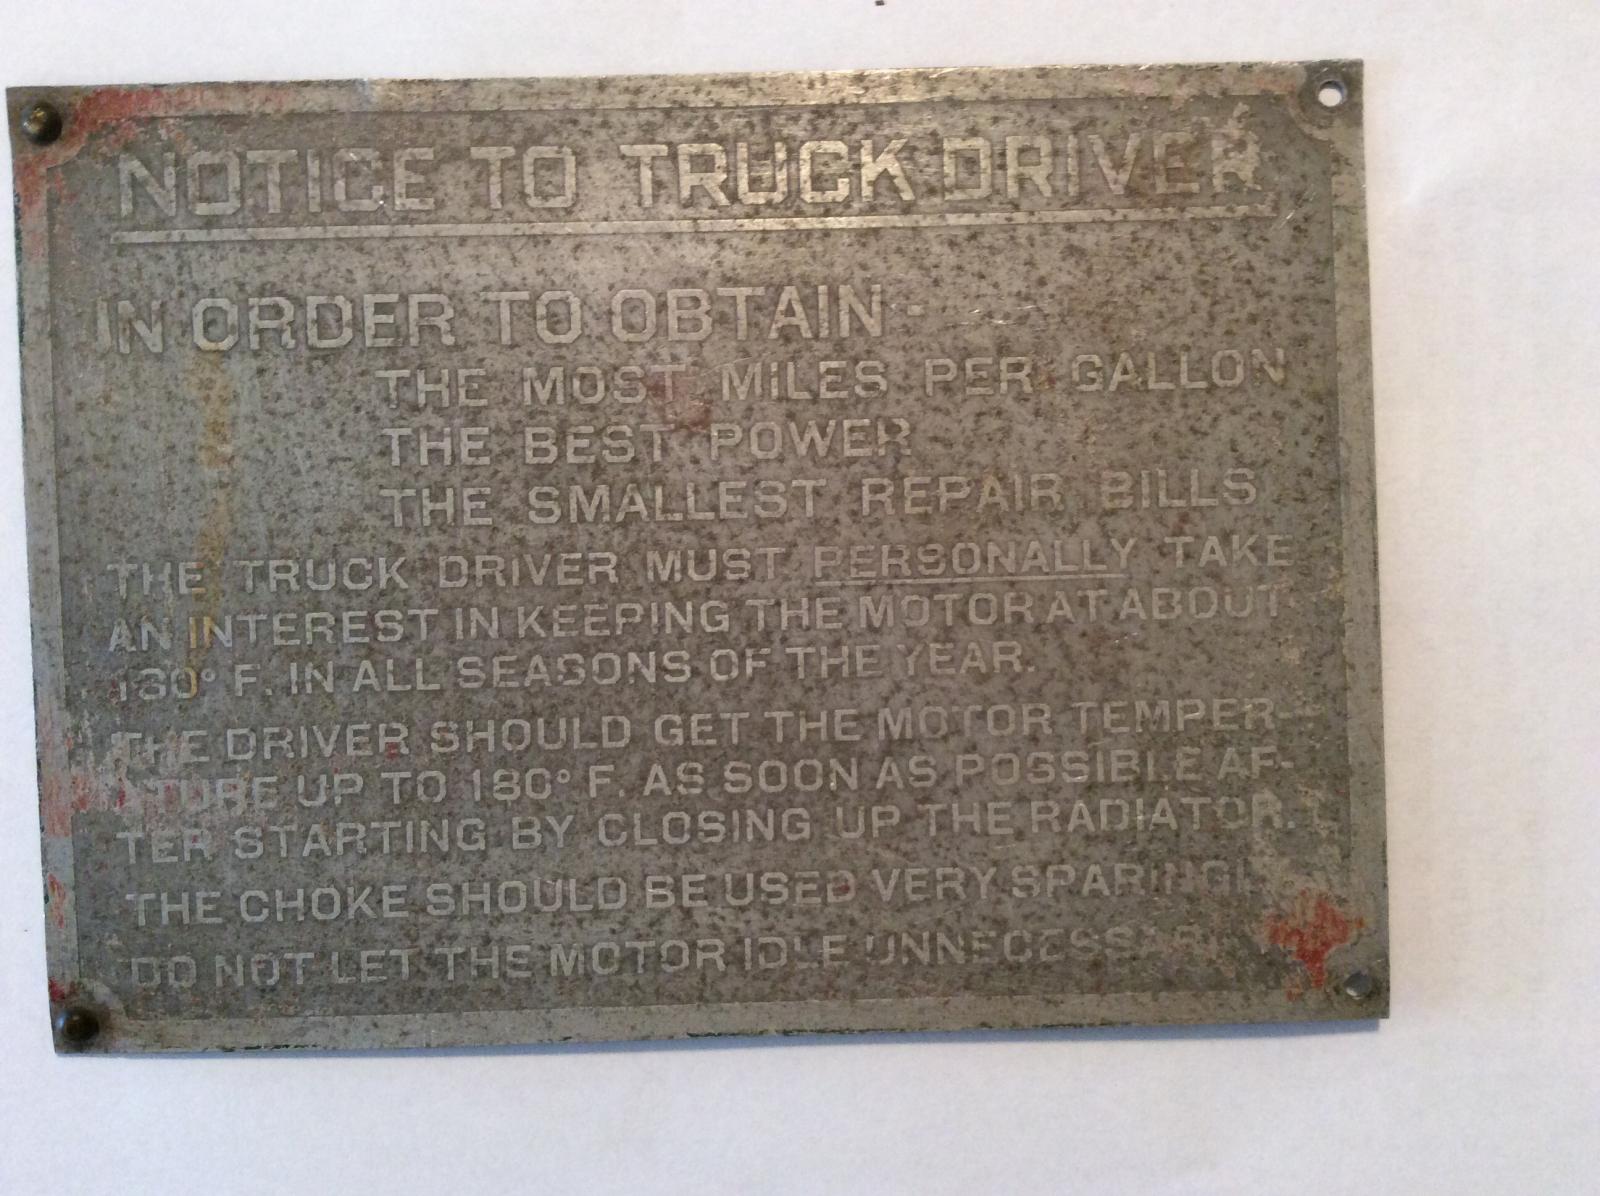 NOTICE TO TRUCK DRIVER
IN ORDER TO OBTAIN -
THE MOST MILES PER GALLON
THE BEST POWER
THE SMALLEST REPAIR BILLS
THE TRUCK DRIVER MUST PERSONALLY TAKE
AN INTEREST IN KEEPING THE MOTOR AT ABOUT
180° F. IN ALL SEASONS OF THE YEAR.
THE DRIVER SHOULD GET THE MOTOR TEMPER-
ATURE UP TO 180° F. AS SOON AS POSSIBLE AF-
TER STARTING BY CLOSING UP THE RADIATOR.
THE CHOKE SHOULD BE USED VERY SPARINGLY
DO NOT LET THE MOTOR IDLE UNNECESSARILY